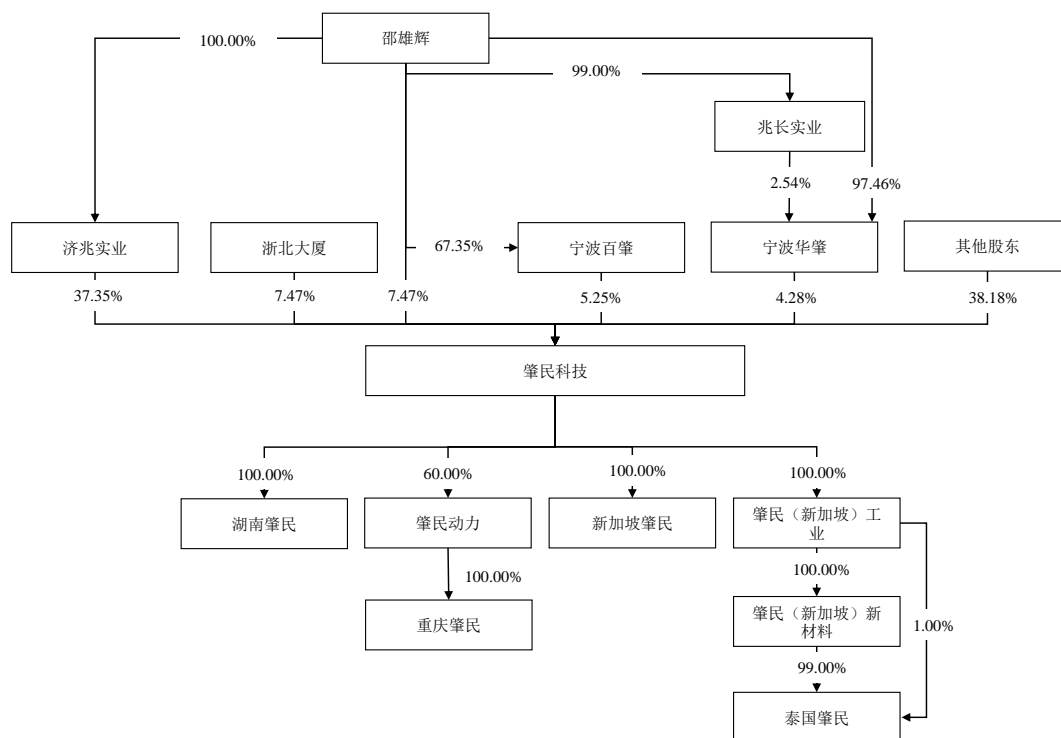 邵雄辉
100.00%
99.00%
兆长实业
2.54%
97.46%
济兆实业
浙北大厦
67.35%
宁波百肇
宁波华肇
其他股东
37.35%
7.47%
7.47%
5.25%
4.28%
38.18%
肇民科技
100.00%
60.00%
100.00%
100.00%
湖南肇民
肇民动力
新加坡肇民
肇民（新加坡）工
业
100.00%
100.00%
重庆肇民
肇民（新加坡）新
材料
1.00%
99.00%
泰国肇民